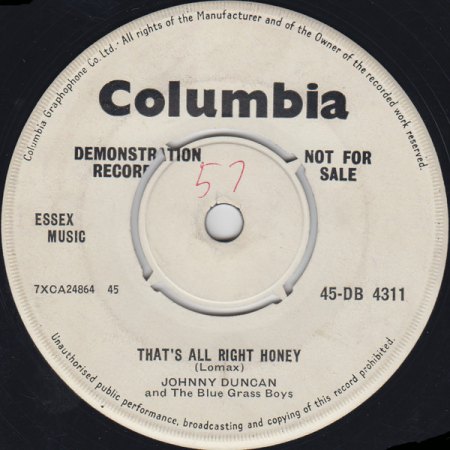 Columbia Graphophone Co. Ltd. · All rights of the Manufacturer and of the Owner of the recorded work reserved.
Columbia
DEMONSTRATION
RECORD
NOT FOR
SALE
57
ESSEX
MUSIC
7XCA24864 45
45-DB 4311
THAT'S ALL RIGHT HONEY
(Lomax)
JOHNNY DUNCAN
and The Blue Grass Boys
Unauthorised public performance, broadcasting and copying of this record prohibited.